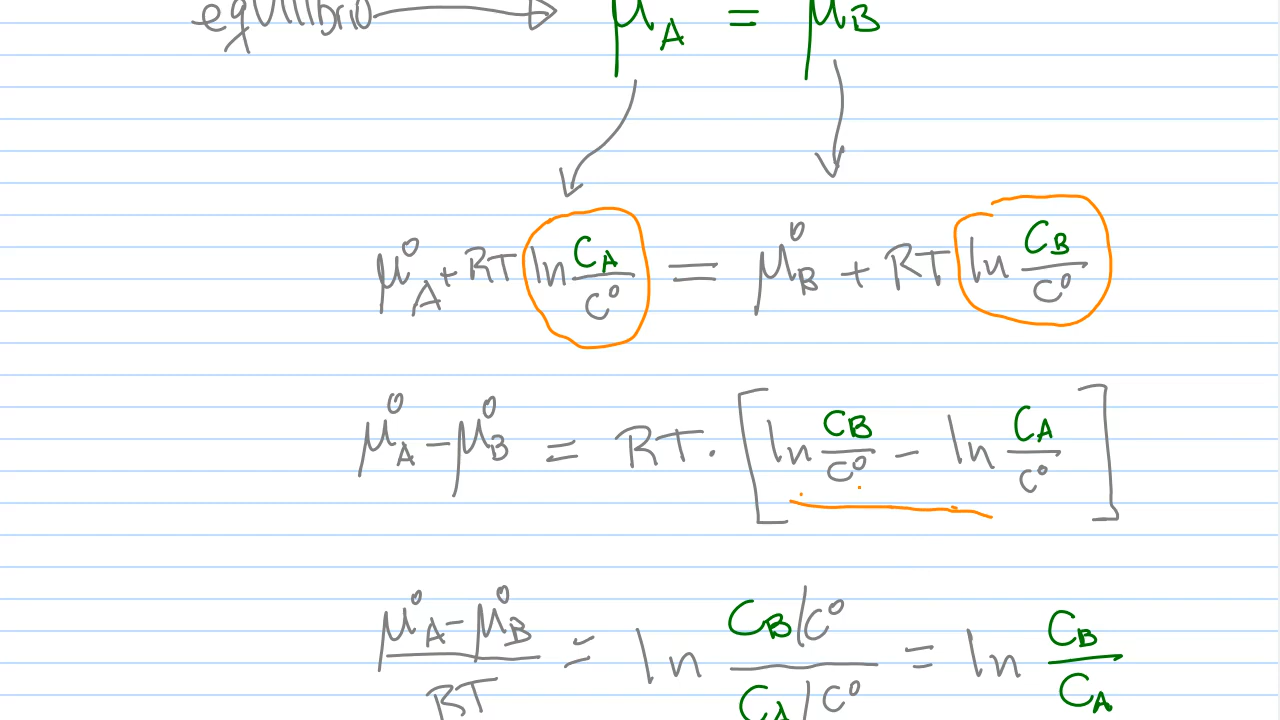 equilibrio → μA = μB
μ°A + RT ln CA/C° = μ°B + RT ln CB/C°
μ°A − μ°B = RT · [ln CB/C° − ln CA/C°]
(μ°A − μ°B)/RT = ln (CB/C°)/(CA/C°) = ln CB/CA